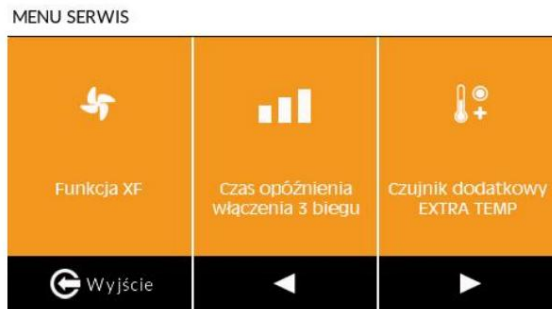 MENU SERWIS
Funkcja XF
Czas opóźnienia
włączenia 3 biegu
Czujnik dodatkowy
EXTRA TEMP
Wyjście